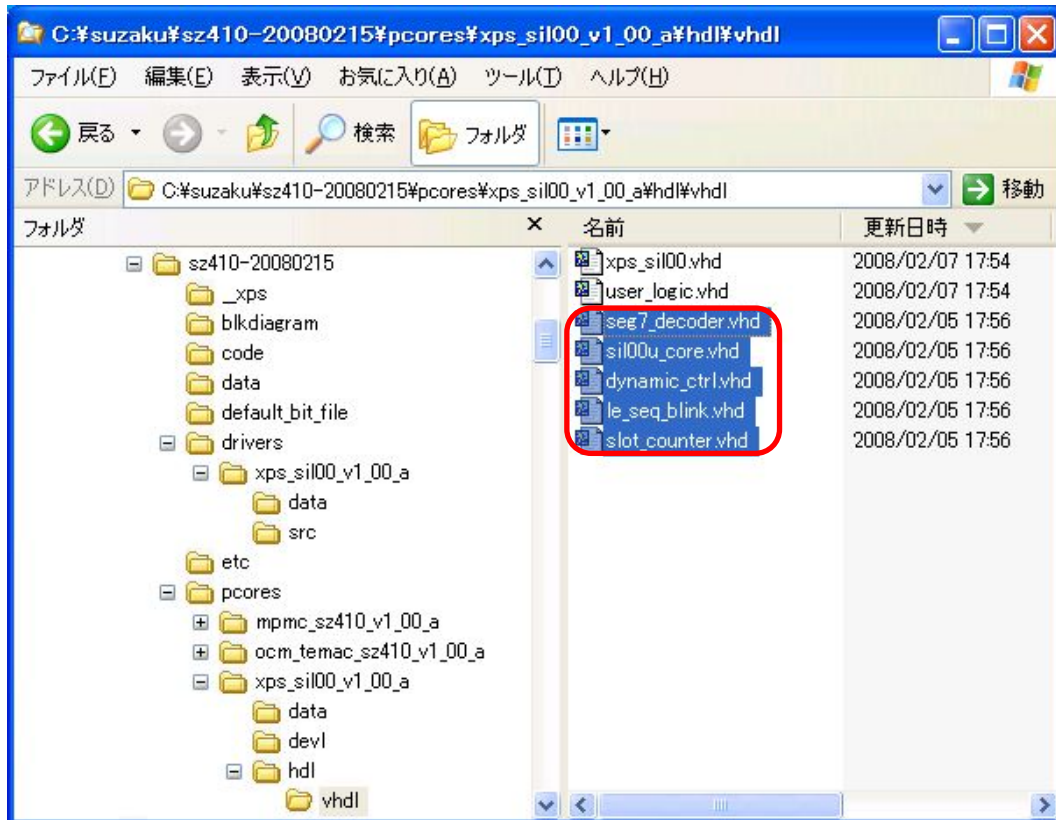 C:¥suzaku¥sz410-20080215¥pcores¥xps_sil00_v1_00_a¥hdl¥vhdl
ファイル(F) 編集(E) 表示(V) お気に入り(A) ツール(T) ヘルプ(H)
戻る 検索 フォルダ
アドレス(D) C:¥suzaku¥sz410-20080215¥pcores¥xps_sil00_v1_00_a¥hdl¥vhdl 移動
フォルダ × 名前 更新日時
sz410-20080215
_xps
blkdiagram
code
data
default_bit_file
drivers
xps_sil00_v1_00_a
data
src
etc
pcores
mpmc_sz410_v1_00_a
ocm_temac_sz410_v1_00_a
xps_sil00_v1_00_a
data
devl
hdl
vhdl
xps_sil00.vhd 2008/02/07 17:54
user_logic.vhd 2008/02/07 17:54
seg7_decoder.vhd 2008/02/05 17:56
sil00u_core.vhd 2008/02/05 17:56
dynamic_ctrl.vhd 2008/02/05 17:56
le_seq_blink.vhd 2008/02/05 17:56
slot_counter.vhd 2008/02/05 17:56